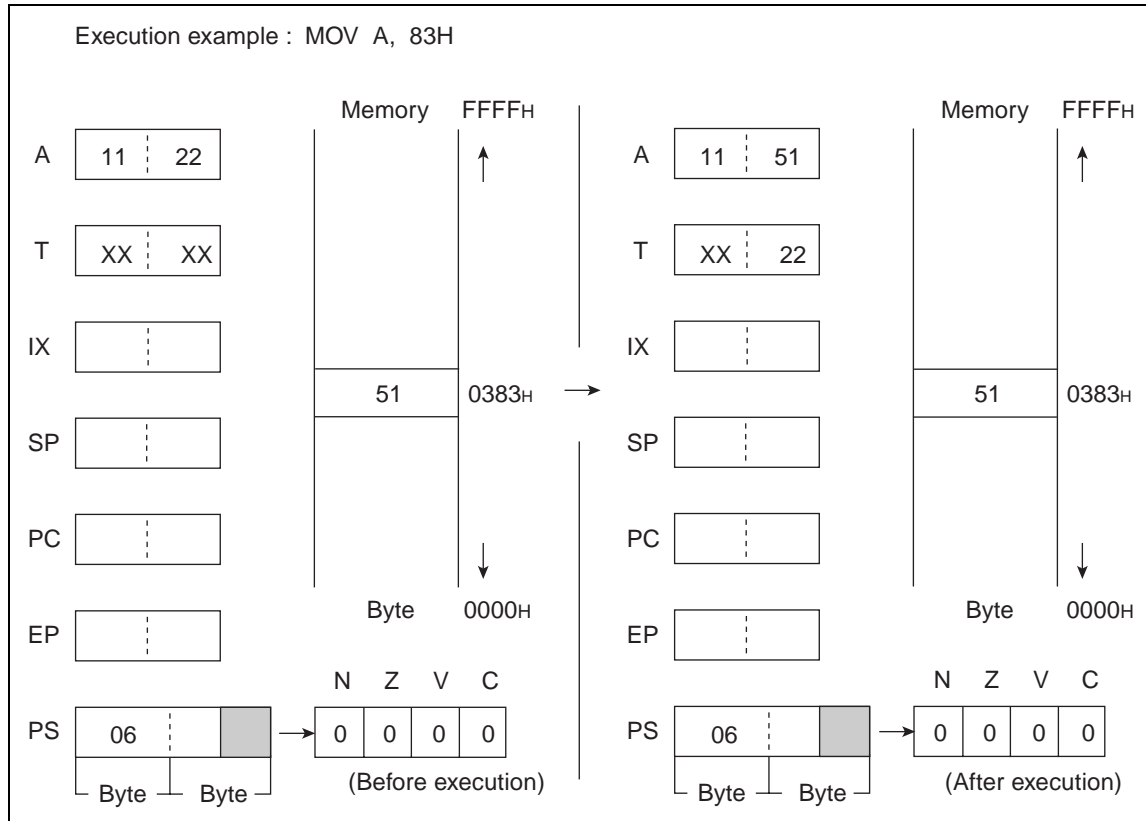 Execution example : MOV A, 83H
Memory FFFFH
A 11 22
T XX XX
IX
51 0383H
SP
PC
Byte 0000H
EP
N Z V C
PS 06 0 0 0 0
(Before execution)
Byte Byte
Memory FFFFH
A 11 51
T XX 22
IX
51 0383H
SP
PC
Byte 0000H
EP
N Z V C
PS 06 0 0 0 0
(After execution)
Byte Byte